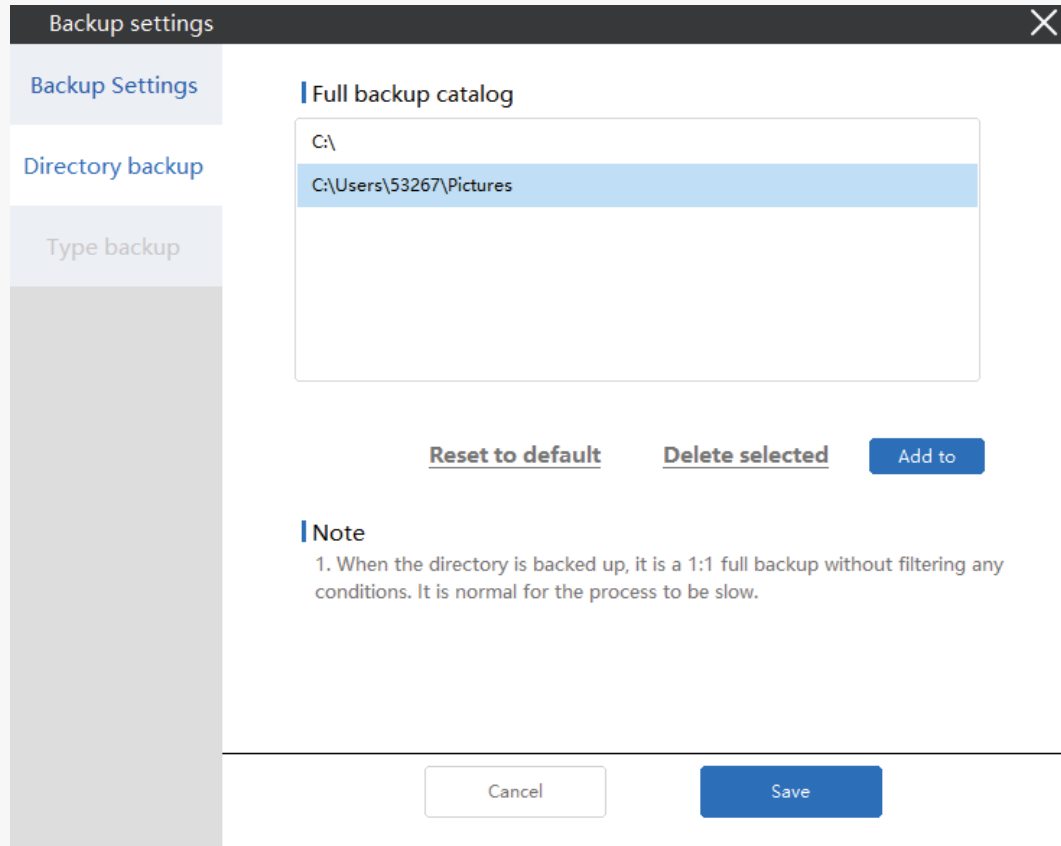 Backup settings
Backup Settings
Directory backup
Type backup
Full backup catalog
C:\
C:\Users\53267\Pictures
Reset to default
Delete selected
Add to
Note
1. When the directory is backed up, it is a 1:1 full backup without filtering any
conditions. It is normal for the process to be slow.
Cancel
Save